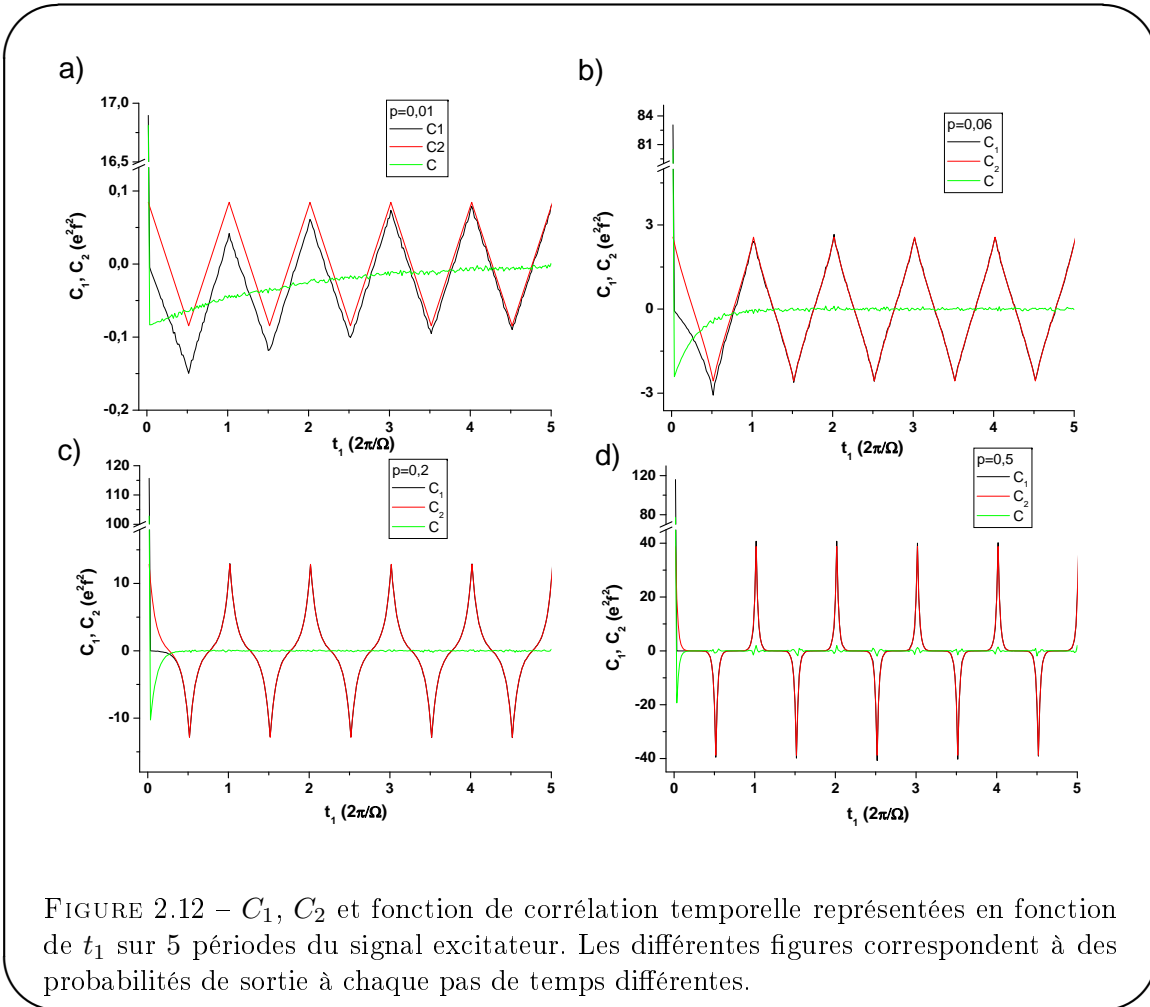 a)
17,0
16,5
0,1
0,0
-0,1
-0,2
C₁, C₂ (e²f²)
p=0,01
C1
C2
C
0 1 2 3 4 5
t₁ (2π/Ω)
b)
84
81
3
0
-3
C₁, C₂ (e²f²)
p=0,06
C₁
C₂
C
0 1 2 3 4 5
t₁ (2π/Ω)
c)
120
110
100
10
0
-10
C₁, C₂ (e²f²)
p=0,2
C₁
C₂
C
0 1 2 3 4 5
t₁ (2π/Ω)
d)
120
100
80
40
20
0
-20
-40
C₁, C₂ (e²f²)
p=0,5
C₁
C₂
C
0 1 2 3 4 5
t₁ (2π/Ω)
FIGURE 2.12 – C₁, C₂ et fonction de corrélation temporelle représentées en fonction
de t₁ sur 5 périodes du signal excitateur. Les différentes figures correspondent à des
probabilités de sortie à chaque pas de temps différentes.